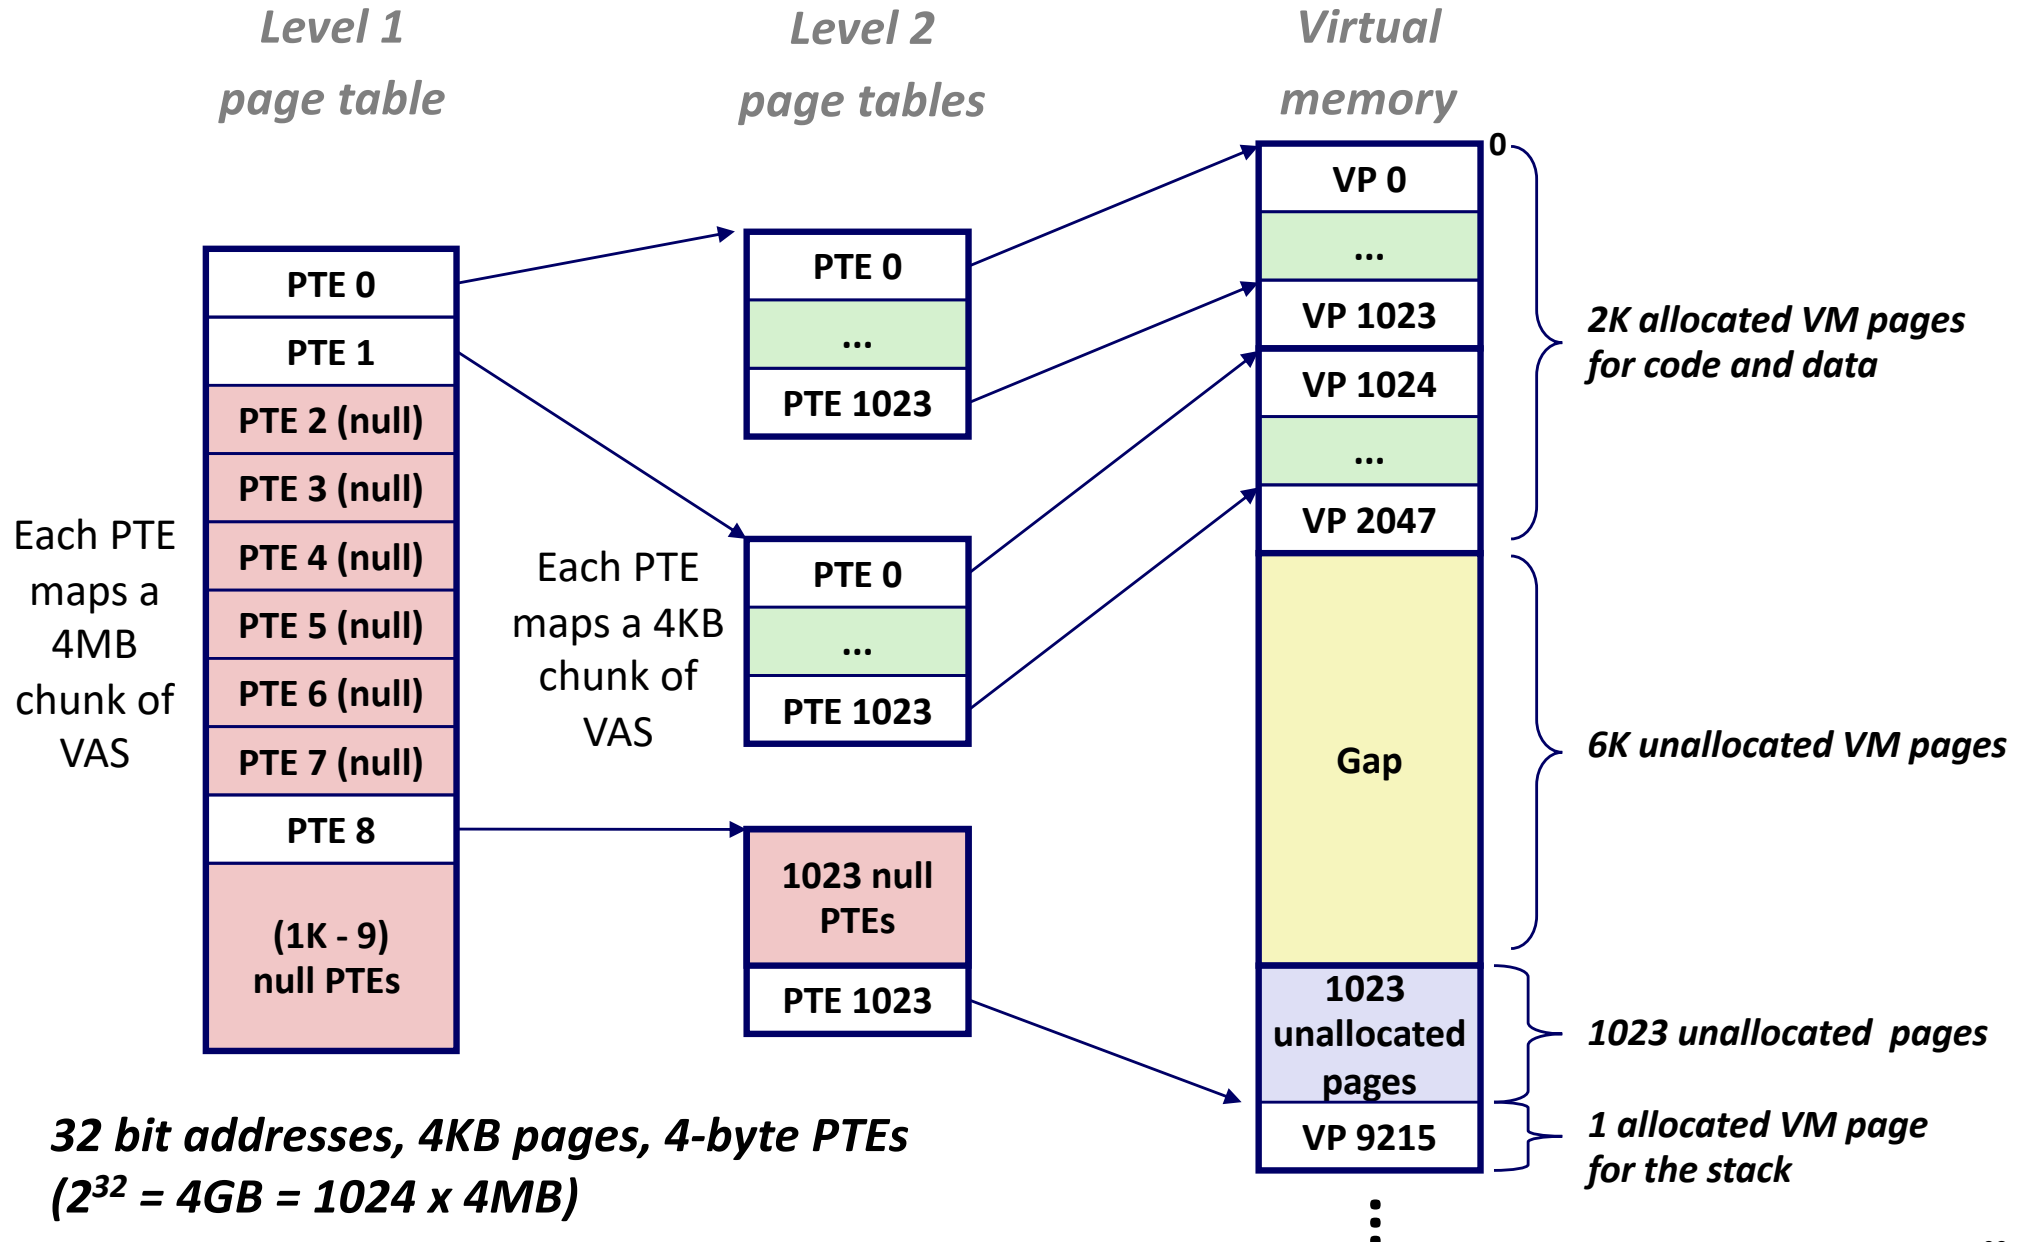 Level 1
page table
Level 2
page tables
Virtual
memory
Each PTE
maps a
4MB
chunk of
VAS
PTE 0
PTE 1
PTE 2 (null)
PTE 3 (null)
PTE 4 (null)
PTE 5 (null)
PTE 6 (null)
PTE 7 (null)
PTE 8
(1K - 9)
null PTEs
Each PTE
maps a 4KB
chunk of
VAS
PTE 0
...
PTE 1023
PTE 0
...
PTE 1023
1023 null
PTEs
PTE 1023
0
VP 0
...
VP 1023
VP 1024
...
VP 2047
Gap
1023
unallocated
pages
VP 9215
2K allocated VM pages
for code and data
6K unallocated VM pages
1023 unallocated pages
1 allocated VM page
for the stack
32 bit addresses, 4KB pages, 4-byte PTEs
(2³² = 4GB = 1024 x 4MB)